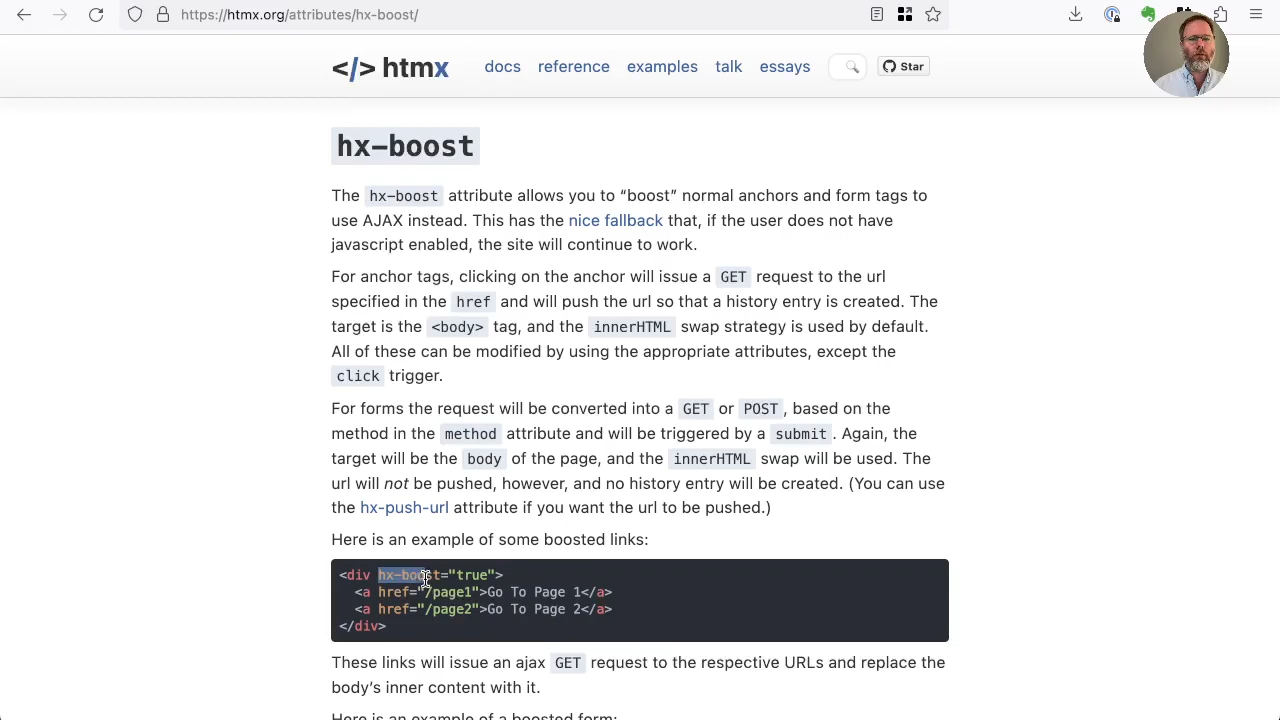 https://htmx.org/attributes/hx-boost/
</> htmx docs reference examples talk essays Star
hx-boost
The hx-boost attribute allows you to “boost” normal anchors and form tags to
use AJAX instead. This has the nice fallback that, if the user does not have
javascript enabled, the site will continue to work.
For anchor tags, clicking on the anchor will issue a GET request to the url
specified in the href and will push the url so that a history entry is created. The
target is the <body> tag, and the innerHTML swap strategy is used by default.
All of these can be modified by using the appropriate attributes, except the
click trigger.
For forms the request will be converted into a GET or POST, based on the
method in the method attribute and will be triggered by a submit. Again, the
target will be the body of the page, and the innerHTML swap will be used. The
url will not be pushed, however, and no history entry will be created. (You can use
the hx-push-url attribute if you want the url to be pushed.)
Here is an example of some boosted links:
<div hx-boost="true">
<a href="/page1">Go To Page 1</a>
<a href="/page2">Go To Page 2</a>
</div>
These links will issue an ajax GET request to the respective URLs and replace the
body’s inner content with it.
Here is an example of a boosted form: